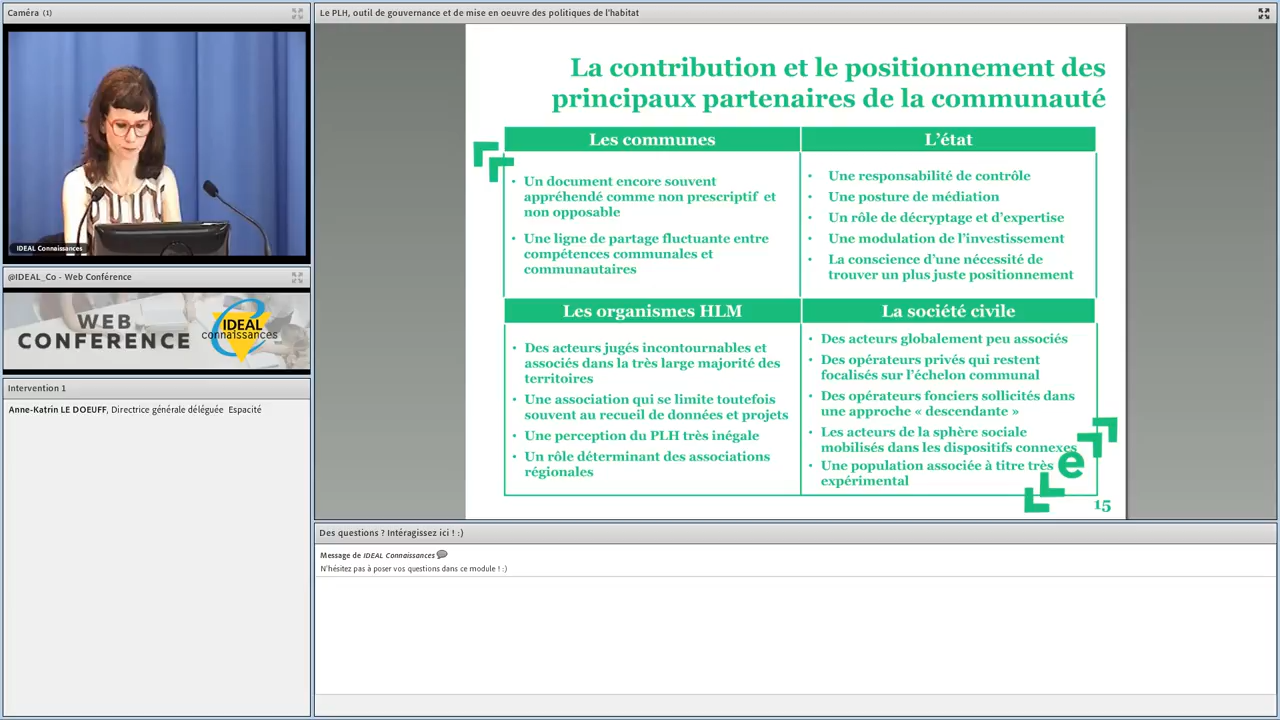 Caméra (1)
IDEAL Connaissances
@IDEAL_Co - Web Conférence
WEB
CONFERENCE
IDEAL
connaissances
Intervention 1
Anne-Katrin LE DOEUFF, Directrice générale déléguée Espacité
Le PLH, outil de gouvernance et de mise en oeuvre des politiques de l'habitat
La contribution et le positionnement des
principaux partenaires de la communauté
Les communes
• Un document encore souvent
appréhendé comme non prescriptif et
non opposable
• Une ligne de partage fluctuante entre
compétences communales et
communautaires
L'état
• Une responsabilité de contrôle
• Une posture de médiation
• Un rôle de décryptage et d'expertise
• Une modulation de l'investissement
• La conscience d'une nécessité de
trouver un plus juste positionnement
Les organismes HLM
• Des acteurs jugés incontournables et
associés dans la très large majorité des
territoires
• Une association qui se limite toutefois
souvent au recueil de données et projets
• Une perception du PLH très inégale
• Un rôle déterminant des associations
régionales
La société civile
• Des acteurs globalement peu associés
• Des opérateurs privés qui restent
focalisés sur l'échelon communal
• Des opérateurs fonciers sollicités dans
une approche « descendante »
• Les acteurs de la sphère sociale
mobilisés dans les dispositifs connexes
• Une population associée à titre très
expérimental
e
15
Des questions ? Intéragissez ici ! :)
Message de IDEAL Connaissances
N'hésitez pas à poser vos questions dans ce module ! :)